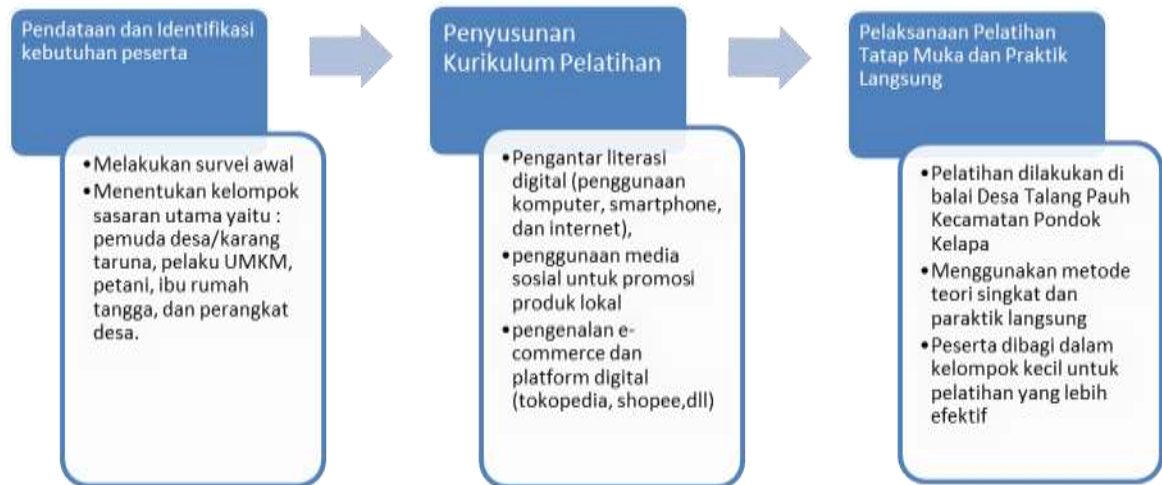 Pendataan dan Identifikasi
kebutuhan peserta
•Melakukan survei awal
•Menentukan kelompok
sasaran utama yaitu :
pemuda desa/karang
taruna, pelaku UMKM,
petani, ibu rumah
tangga, dan perangkat
desa.
Penyusunan
Kurikulum Pelatihan
•Pengantar literasi
digital (penggunaan
komputer, smartphone,
dan internet),
•penggunaan media
sosial untuk promosi
produk lokal
•pengenalan e-
commerce dan
platform digital
(tokopedia, shopee,dll)
Pelaksanaan Pelatihan
Tatap Muka dan Praktik
Langsung
•Pelatihan dilakukan di
balai Desa Talang Pauh
Kecamatan Pondok
Kelapa
•Menggunakan metode
teori singkat dan
paraktik langsung
•Peserta dibagi dalam
kelompok kecil untuk
pelatihan yang lebih
efektif